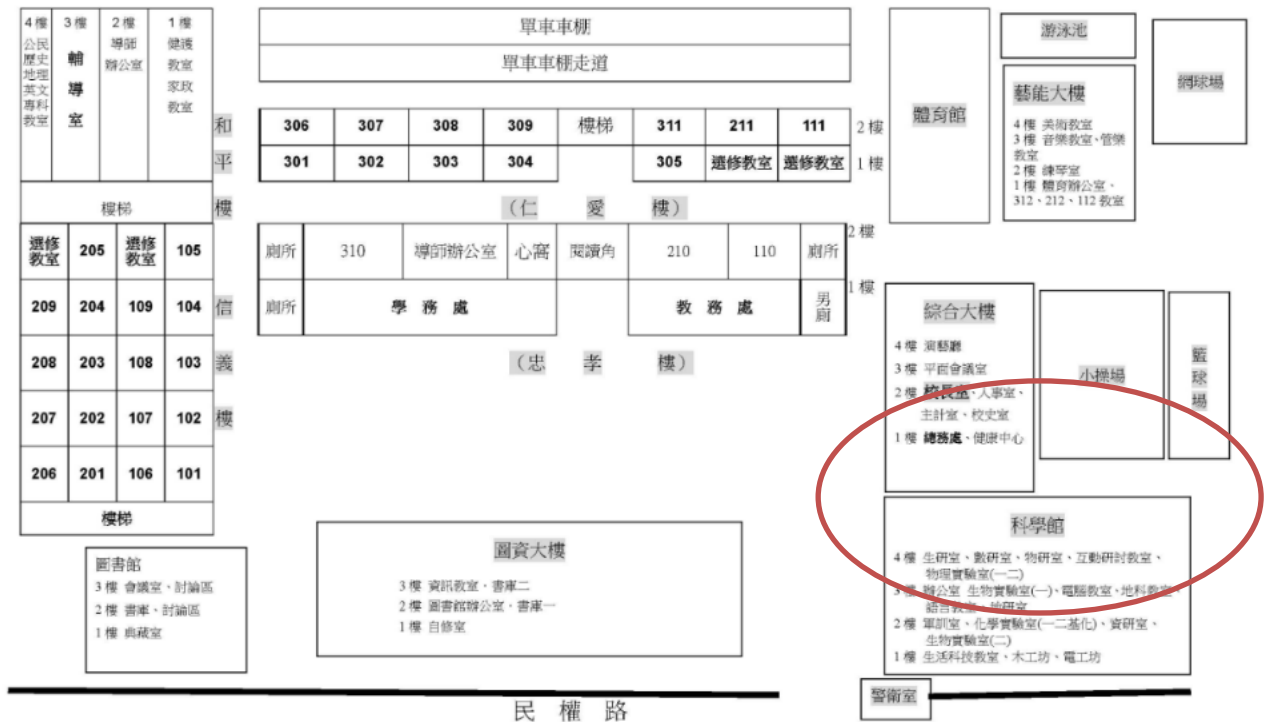 4樓
3樓
2樓
1樓
公民
歷史
地理
英文
專科
教室
輔
導
室
導師
辦公室
健護
教室
家政
教室
和
平
樓
樓梯
選修教室 205 選修教室 105
209 204 109 104
208 203 108 103
207 202 107 102
206 201 106 101
信
義
樓
樓梯
單車車棚
單車車棚走道
306 307 308 309 樓梯 311 211 111 2樓
301 302 303 304 305 選修教室 選修教室 1樓
(仁 愛 樓)
廁所 310 導師辦公室 心窩 閱讀角 210 110 廁所 2樓
廁所 學務處 教務處 男廁 1樓
(忠 孝 樓)
體育館
游泳池
藝能大樓
4樓 美術教室
3樓 音樂教室、管樂
教室
2樓 練琴室
1樓 體育辦公室、
312、212、112教室
網球場
綜合大樓
4樓 演藝廳
3樓 平面會議室
2樓 校長室、人事室、
主計室、校史室
1樓 總務處、健康中心
小操場
籃
球
場
科學館
4樓 生研室、數研室、物研室、互動研討教室、
物理實驗室(一二)
3樓 辦公室 生物實驗室(一)、電腦教室、地科教室、
語言教室、地研室
2樓 軍訓室、化學實驗室(一二基化)、資研室、
生物實驗室(二)
1樓 生活科技教室、木工坊、電工坊
圖書館
3樓 會議室、討論區
2樓 書庫、討論區
1樓 典藏室
圖資大樓
3樓 資訊教室、書庫二
2樓 圖書館辦公室、書庫一
1樓 自修室
警衛室
民 權 路